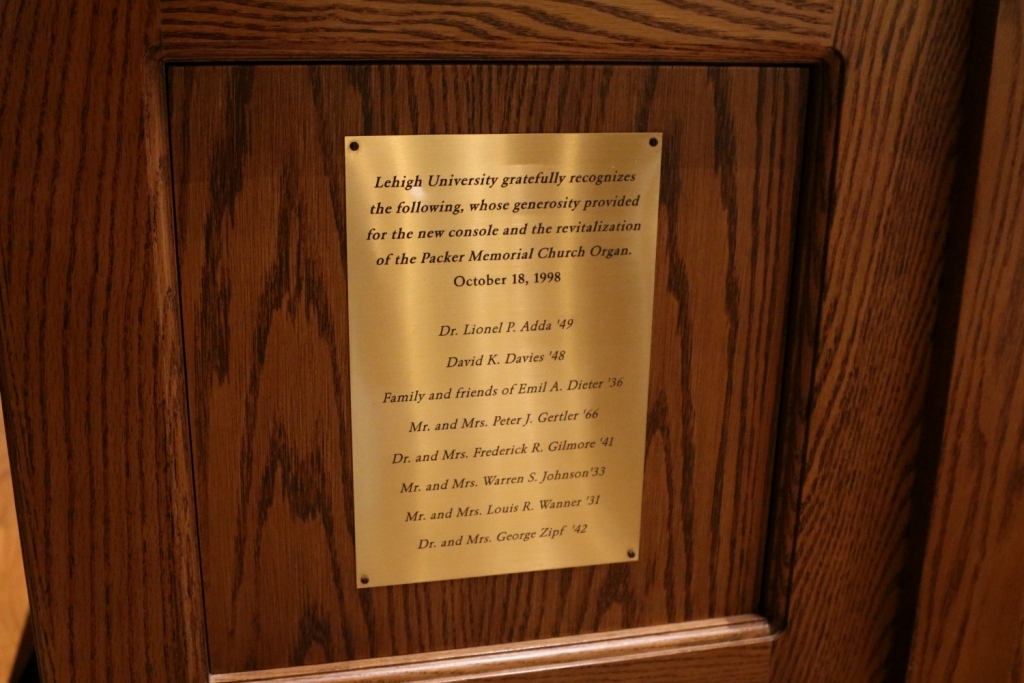 Lehigh University gratefully recognizes
the following, whose generosity provided
for the new console and the revitalization
of the Packer Memorial Church Organ.
October 18, 1998
Dr. Lionel P. Adda '49
David K. Davies '48
Family and friends of Emil A. Dieter '36
Mr. and Mrs. Peter J. Gertler '66
Dr. and Mrs. Frederick R. Gilmore '41
Mr. and Mrs. Warren S. Johnson'33
Mr. and Mrs. Louis R. Wanner '31
Dr. and Mrs. George Zipf '42